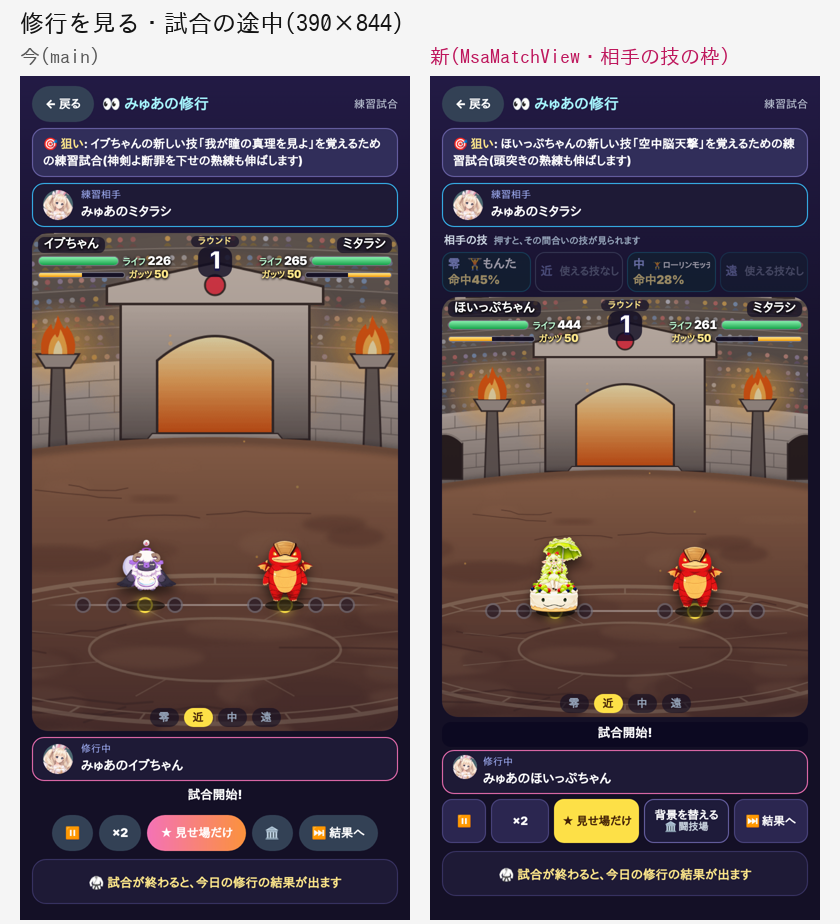 修行を見る・試合の途中(390×844)
今(main)
← 戻る
👀 みゅあの修行
練習試合
🎯 狙い: イブちゃんの新しい技「我が瞳の真理を見よ」を覚えるため
の練習試合(神剣よ断罪を下せの熟練も伸ばします)
練習相手
みゅあのミタラシ
イブちゃん
ラウンド
ミタラシ
ライフ 226
1
ライフ 265
ガッツ 50
ガッツ 50
零 近 中 遠
修行中
みゅあのイブちゃん
試合開始!
⏸ ×2 ★ 見せ場だけ 🏛 ⏩ 結果へ
試合が終わると、今日の修行の結果が出ます
新(MsaMatchView・相手の技の枠)
← 戻る
👀 みゅあの修行
練習試合
🎯 狙い: ほいっぷちゃんの新しい技「空中脳天撃」を覚えるための練
習試合(頭突きの熟練も伸ばします)
練習相手
みゅあのミタラシ
相手の技 押すと、その間合いの技が見られます
零 もんた
命中45%
近 使える技なし
中 ローリンモッチ
命中28%
遠 使える技なし
ほいっぷちゃん
ラウンド
ミタラシ
ライフ 444
1
ライフ 261
ガッツ 50
ガッツ 50
零 近 中 遠
試合開始!
修行中
みゅあのほいっぷちゃん
⏸ ×2 ★ 見せ場だけ
背景を替える
🏛 闘技場
⏩ 結果へ
試合が終わると、今日の修行の結果が出ます